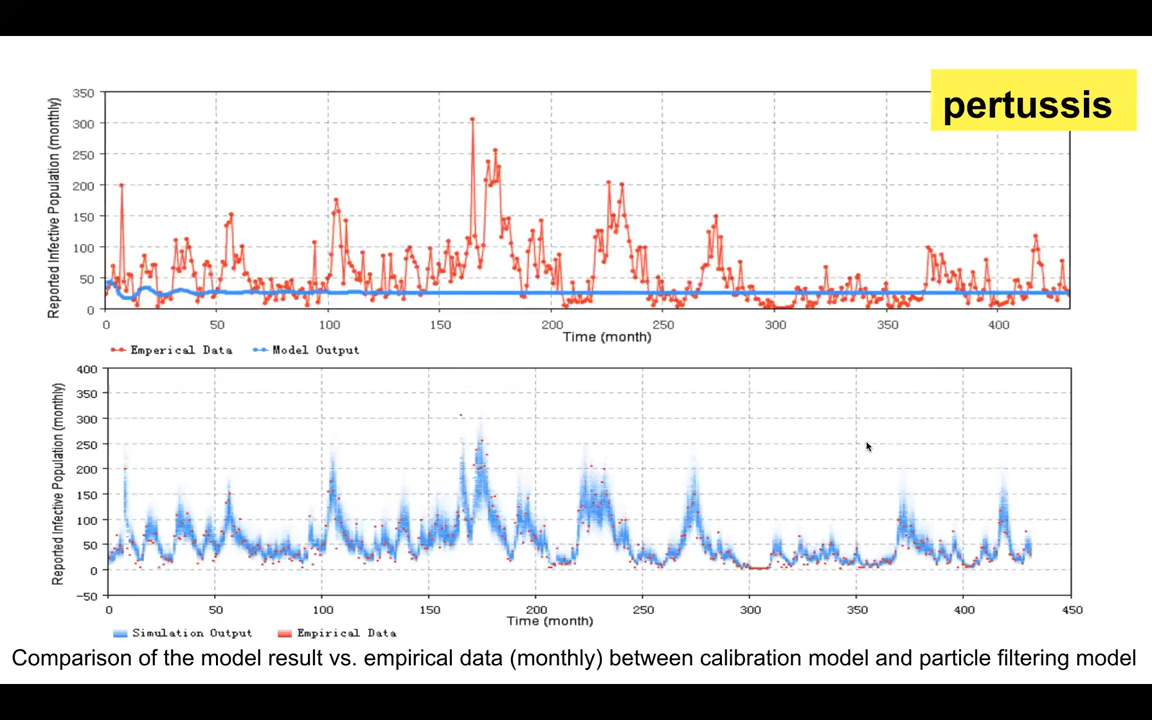 pertussis
Reported Infective Population (monthly)
350
300
250
200
150
100
50
0
0 50 100 150 200 250 300 350 400
Time (month)
Emperical Data Model Output
Reported Infective Population (monthly)
400
350
300
250
200
150
100
50
0
-50
0 50 100 150 200 250 300 350 400 450
Time (month)
Simulation Output Empirical Data
Comparison of the model result vs. empirical data (monthly) between calibration model and particle filtering model